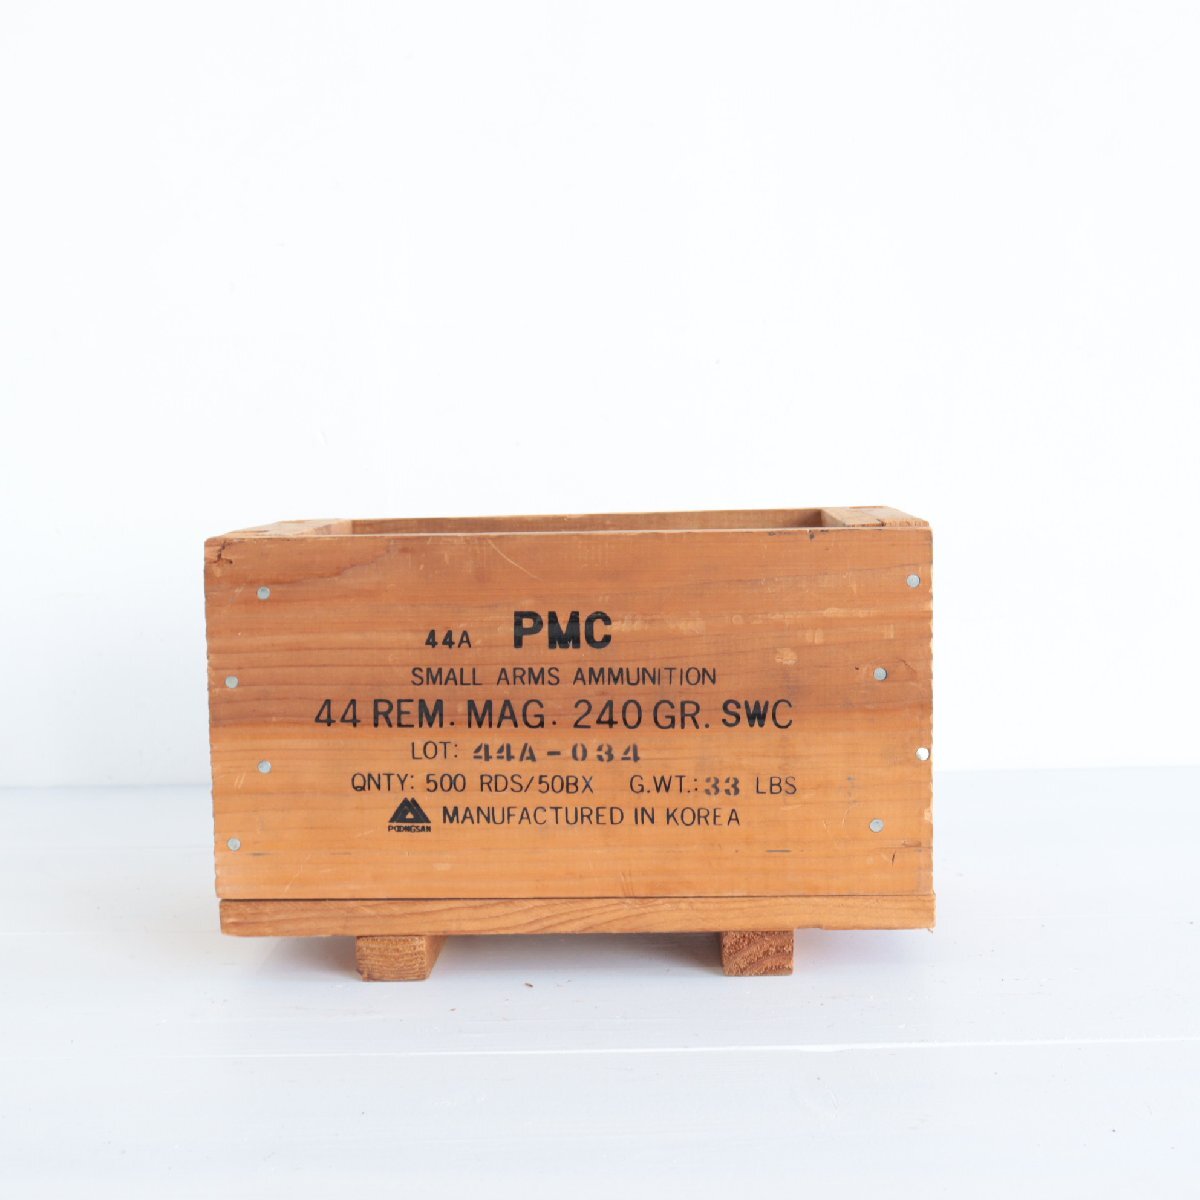 44A PMC
SMALL ARMS AMMUNITION
44 REM. MAG. 240 GR. SWC
LOT: 44A-034
QNTY: 500 RDS/50BX G.WT.: 33 LBS
POONGSAN MANUFACTURED IN KOREA